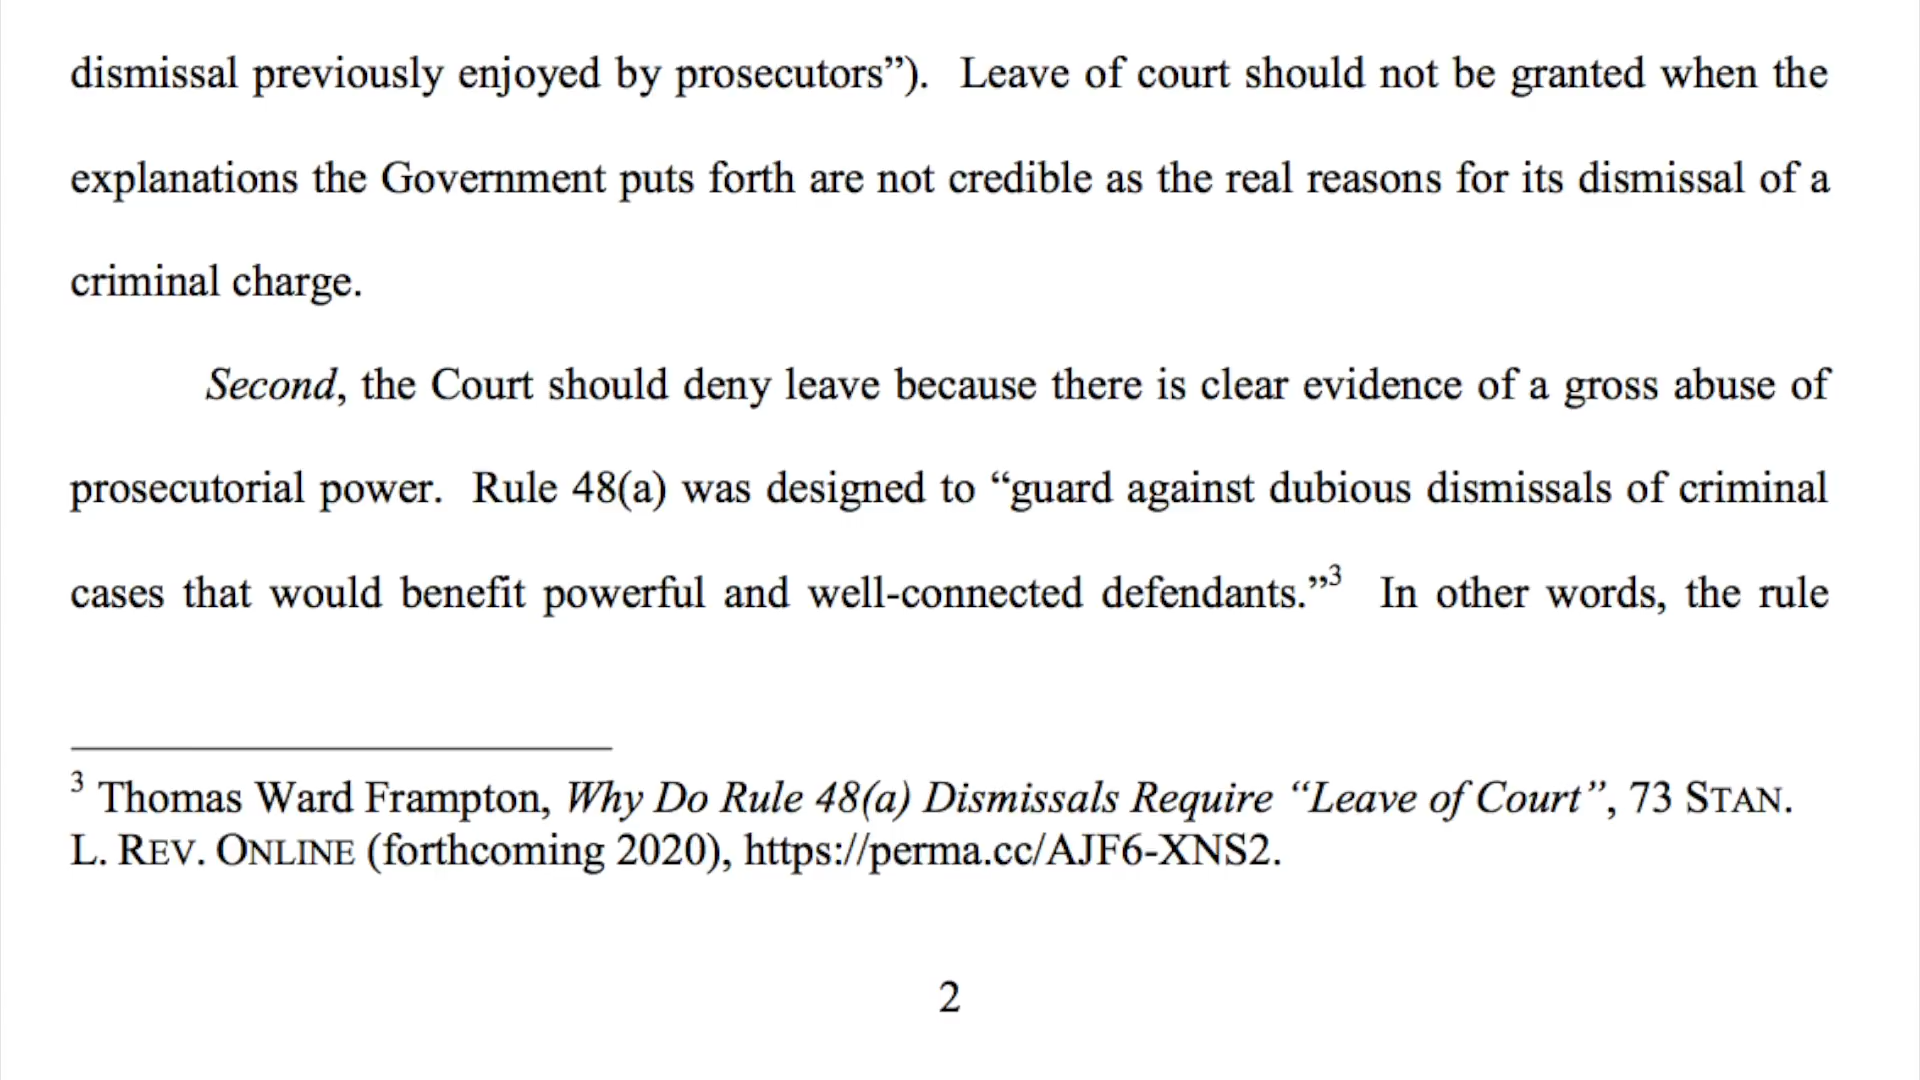 dismissal previously enjoyed by prosecutors”). Leave of court should not be granted when the
explanations the Government puts forth are not credible as the real reasons for its dismissal of a
criminal charge.
Second, the Court should deny leave because there is clear evidence of a gross abuse of
prosecutorial power. Rule 48(a) was designed to “guard against dubious dismissals of criminal
cases that would benefit powerful and well-connected defendants.”3 In other words, the rule
3 Thomas Ward Frampton, Why Do Rule 48(a) Dismissals Require “Leave of Court”, 73 STAN.
L. REV. ONLINE (forthcoming 2020), https://perma.cc/AJF6-XNS2.
2